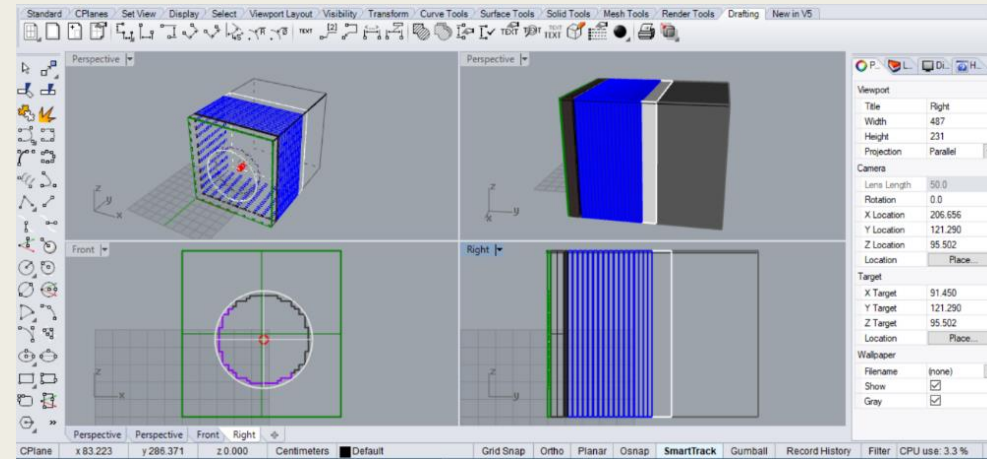 Standard CPlanes Set View Display Select Viewport Layout Visibility Transform Curve Tools Surface Tools Solid Tools Mesh Tools Render Tools Drafting New in V5
TEXT TEXT TEXT
Perspective
Perspective
P... L... Di... H...
Viewport
Title Right
Width 487
Height 231
Projection Parallel
Camera
Lens Length 50.0
Rotation 0.0
X Location 206.656
Y Location 121.290
Z Location 95.502
Location Place...
Target
X Target 91.450
Y Target 121.290
Z Target 95.502
Location Place...
Wallpaper
Filename (none)
Show
Gray
z
y
x
z
y
x
Front
Right
z
x
z
y
Perspective Perspective Front Right
CPlane x 83.223 y 286.371 z 0.000 Centimeters Default Grid Snap Ortho Planar Osnap SmartTrack Gumball Record History Filter CPU use: 3.3 %